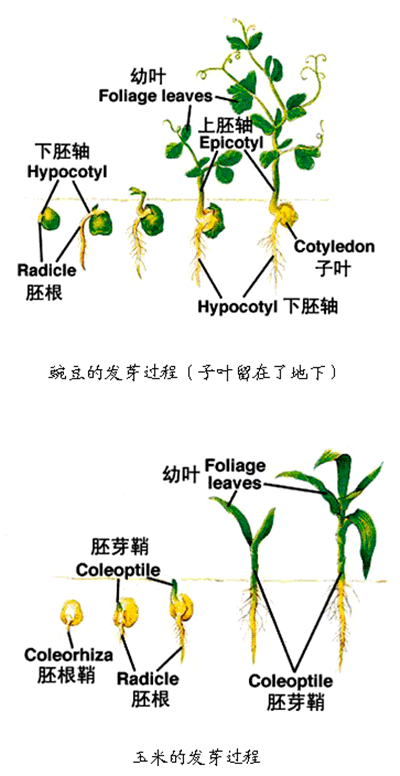 幼叶
Foliage leaves
上胚轴
Epicotyl
下胚轴
Hypocotyl
Radicle
胚根
Cotyledon
子叶
Hypocotyl 下胚轴
豌豆的发芽过程（子叶留在了地下）
幼叶 Foliage
leaves
胚芽鞘
Coleoptile
Coleorhiza
胚根鞘
Radicle
胚根
Coleoptile
胚芽鞘
玉米的发芽过程